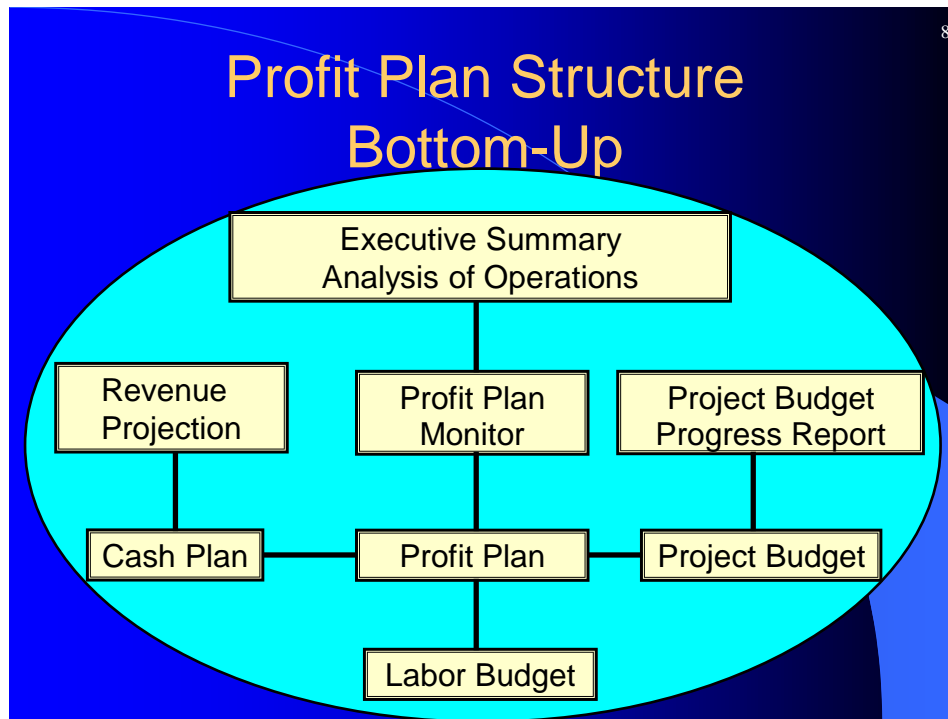 8
Profit Plan Structure
Bottom-Up
Executive Summary
Analysis of Operations
Revenue
Projection
Profit Plan
Monitor
Project Budget
Progress Report
Cash Plan
Profit Plan
Project Budget
Labor Budget